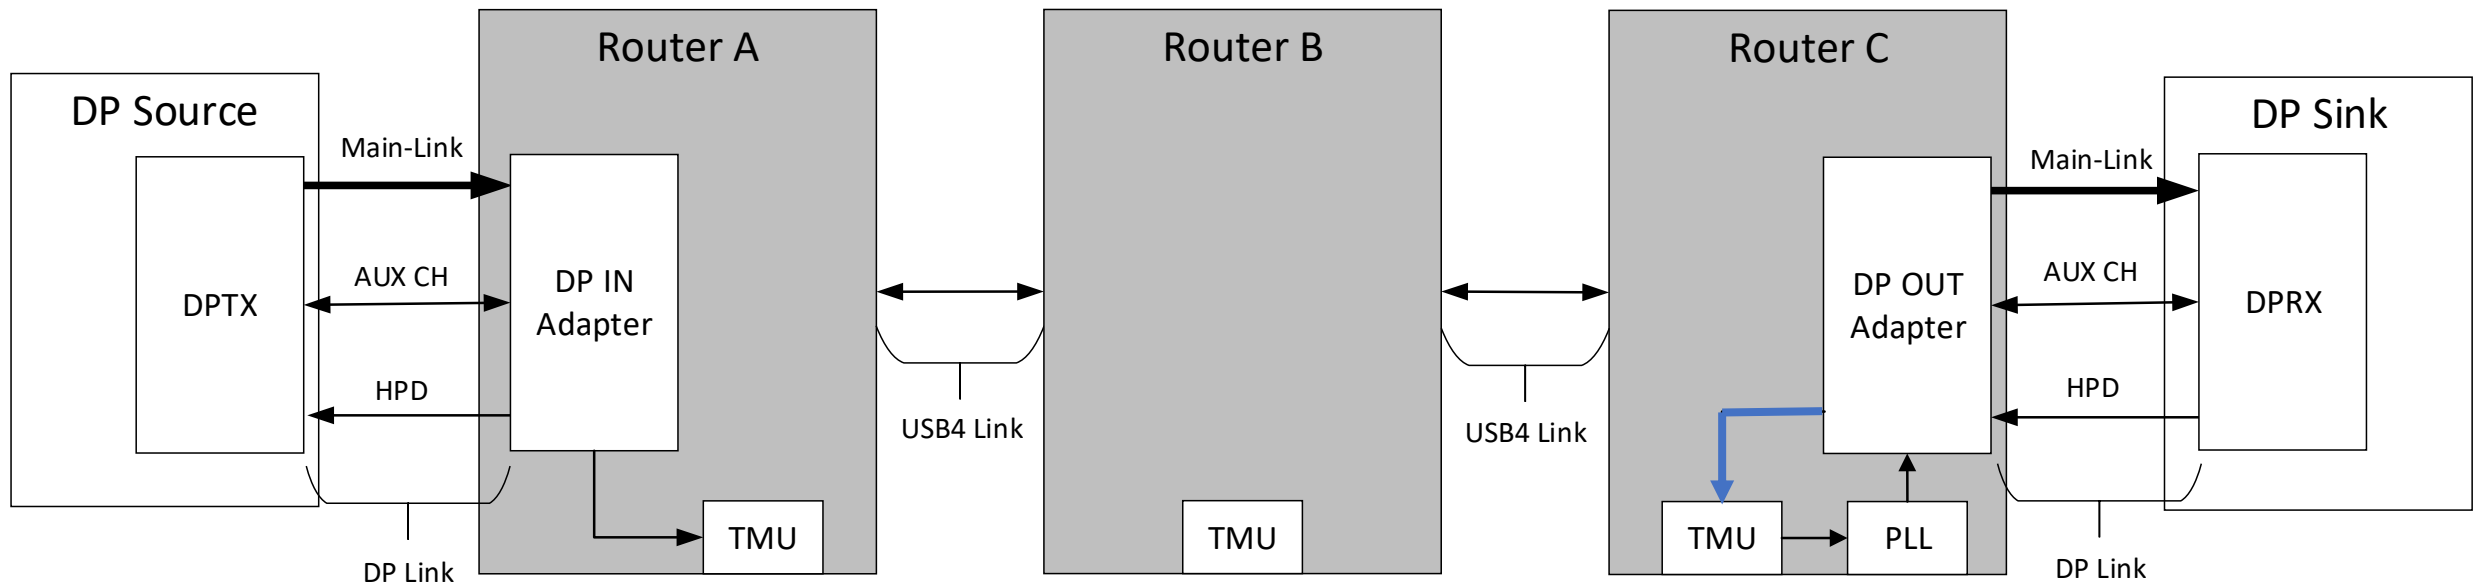 Router A
Router B
Router C
DP Source
DP Sink
Main-Link
Main-Link
AUX CH
AUX CH
DPTX
DP IN
Adapter
DP OUT
Adapter
DPRX
HPD
HPD
USB4 Link
USB4 Link
TMU
TMU
TMU
PLL
DP Link
DP Link